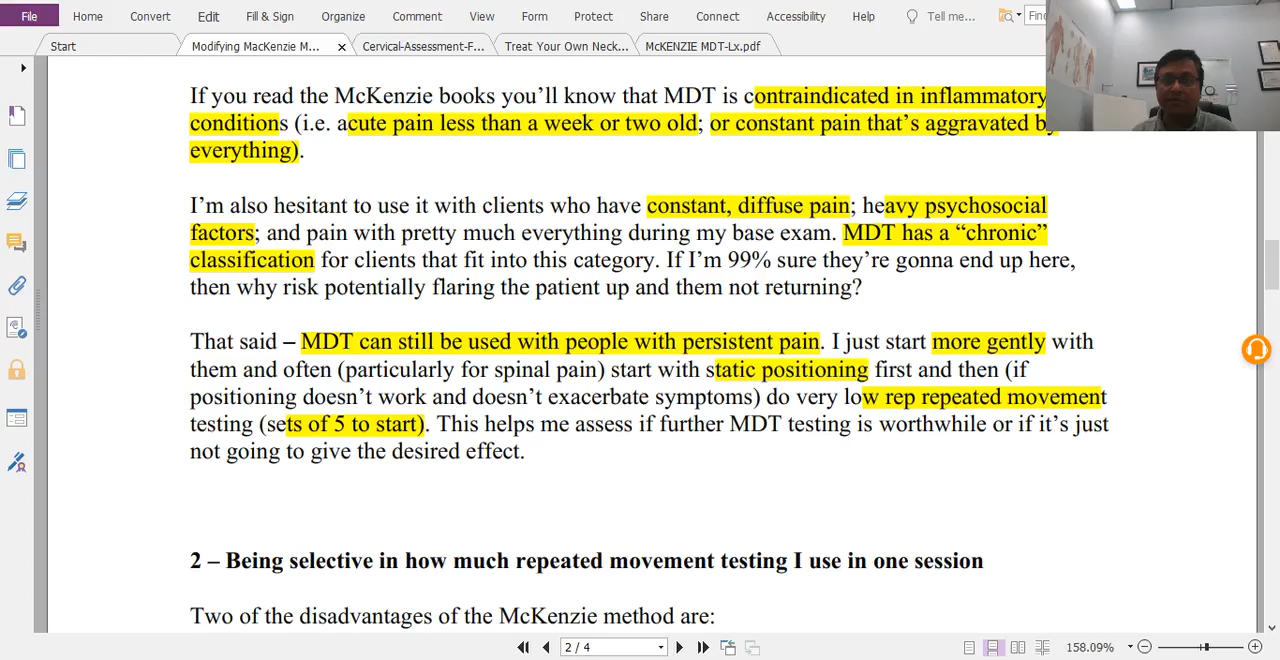 File Home Convert Edit Fill & Sign Organize Comment View Form Protect Share Connect Accessibility Help Tell me... Find
Start Modifying MacKenzie M... x Cervical-Assessment-F... Treat Your Own Neck... McKENZIE MDT-Lx.pdf
If you read the McKenzie books you’ll know that MDT is contraindicated in inflammatory
conditions (i.e. acute pain less than a week or two old; or constant pain that’s aggravated by
everything).
I’m also hesitant to use it with clients who have constant, diffuse pain; heavy psychosocial
factors; and pain with pretty much everything during my base exam. MDT has a “chronic”
classification for clients that fit into this category. If I’m 99% sure they’re gonna end up here,
then why risk potentially flaring the patient up and them not returning?
That said – MDT can still be used with people with persistent pain. I just start more gently with
them and often (particularly for spinal pain) start with static positioning first and then (if
positioning doesn’t work and doesn’t exacerbate symptoms) do very low rep repeated movement
testing (sets of 5 to start). This helps me assess if further MDT testing is worthwhile or if it’s just
not going to give the desired effect.
2 – Being selective in how much repeated movement testing I use in one session
Two of the disadvantages of the McKenzie method are:
2 / 4 158.09%